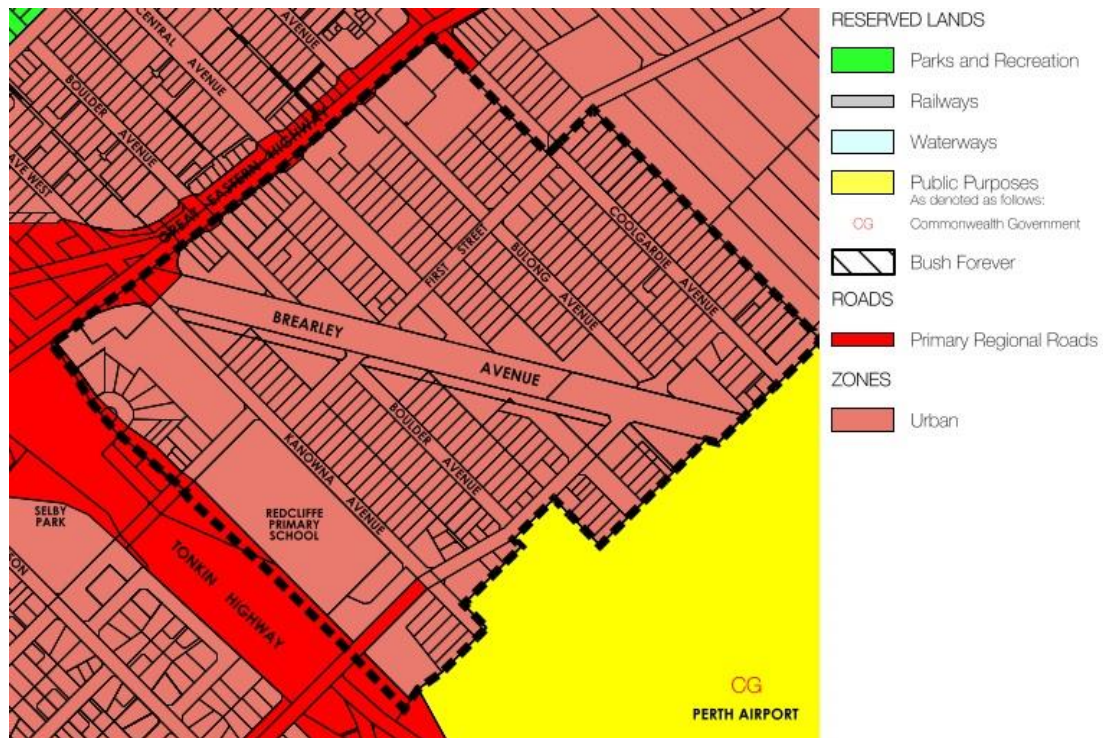 CENTRAL
AVENUE
AVENUE
BOULDER
AVENUE
AVE WEST
GREAT EASTERN HIGHWAY
FIRST STREET
BULONG
AVENUE
COOLGARDIE
AVENUE
BREARLEY
AVENUE
BOULDER
AVENUE
KANOWNA
AVENUE
SELBY
PARK
REDCLIFFE
PRIMARY
SCHOOL
TONKIN HIGHWAY
CG
PERTH AIRPORT
RESERVED LANDS
Parks and Recreation
Railways
Waterways
Public Purposes
As denoted as follows:
CG Commonwealth Government
Bush Forever
ROADS
Primary Regional Roads
ZONES
Urban